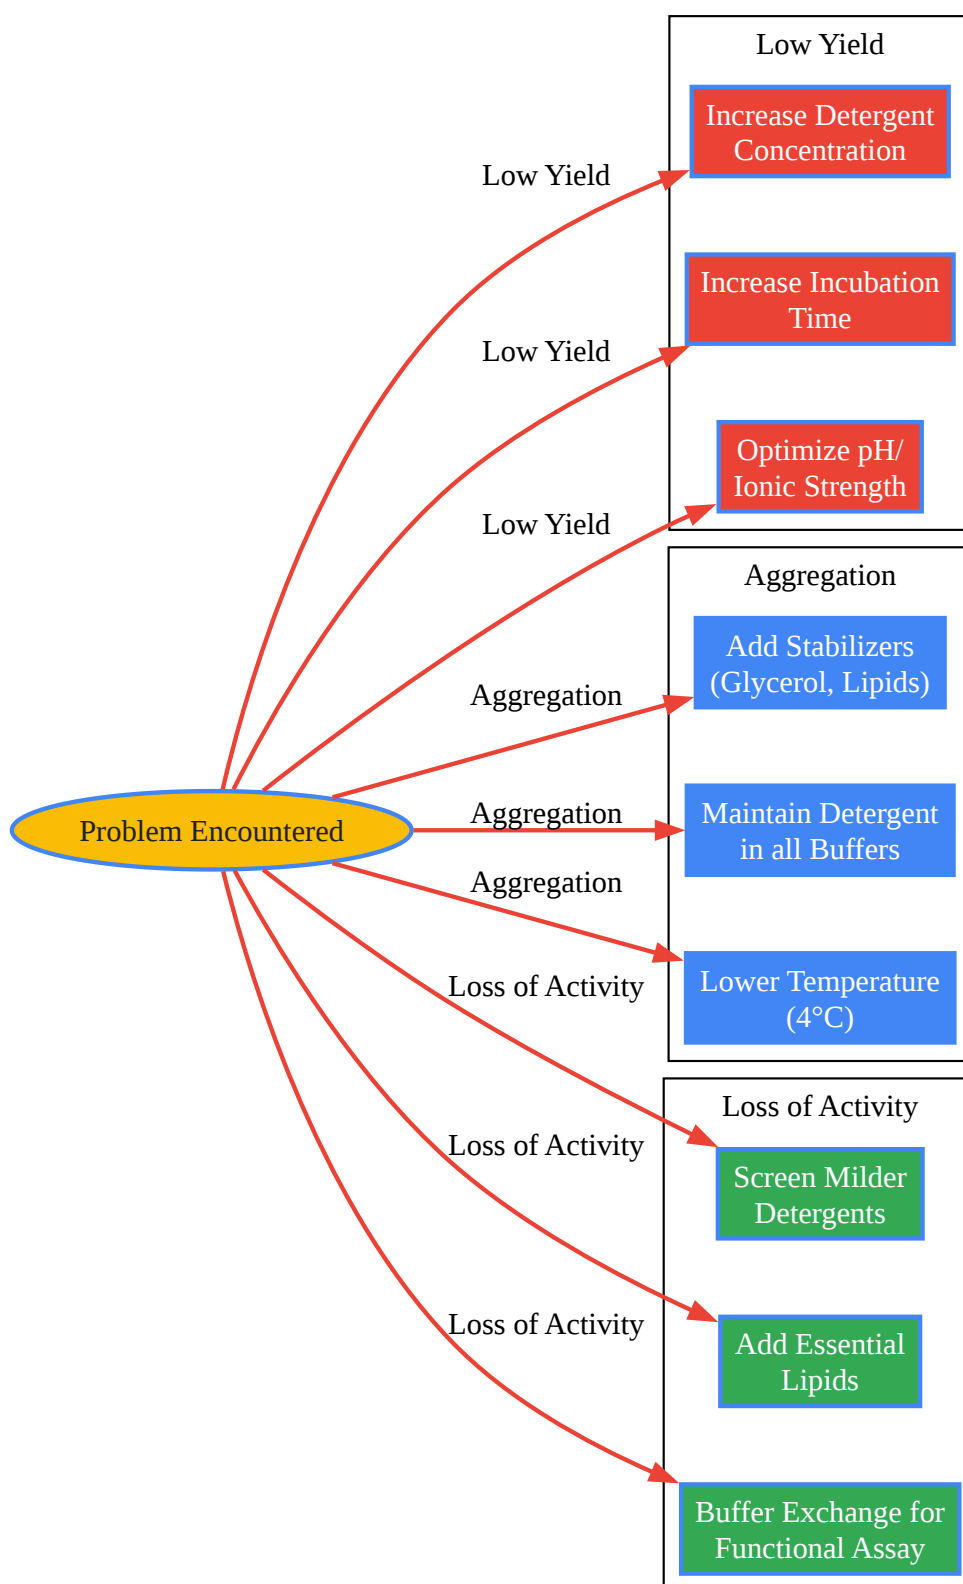 Low Yield
Increase Detergent
Concentration
Low Yield
Increase Incubation
Time
Low Yield
Optimize pH/
Ionic Strength
Low Yield
Aggregation
Add Stabilizers
(Glycerol, Lipids)
Aggregation
Problem Encountered
Aggregation
Maintain Detergent
in all Buffers
Aggregation
Lower Temperature
(4°C)
Loss of Activity
Loss of Activity
Screen Milder
Detergents
Loss of Activity
Add Essential
Lipids
Loss of Activity
Buffer Exchange for
Functional Assay